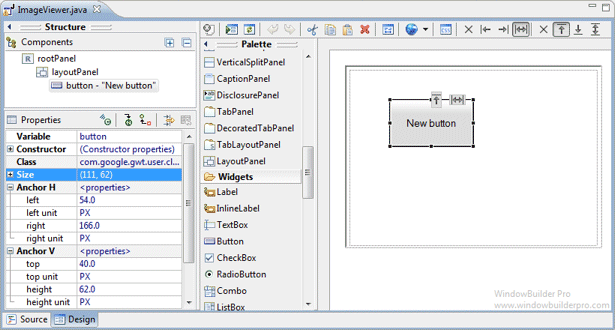 ImageViewer.java
Structure
Components
R rootPanel
layoutPanel
button - "New button"
Properties
Variable button
Constructor (Constructor properties)
Class com.google.gwt.user.cl...
Size (111, 62)
Anchor H <properties>
left 54.0
left unit PX
right 166.0
right unit PX
Anchor V <properties>
top 40.0
top unit PX
height 62.0
height unit PX
Palette
VerticalSplitPanel
CaptionPanel
DisclosurePanel
TabPanel
DecoratedTabPanel
TabLayoutPanel
LayoutPanel
Widgets
Label
InlineLabel
TextBox
Button
CheckBox
RadioButton
Combo
ListBox
New button
WindowBuilder Pro
www.windowbuilderpro.com
Source
Design